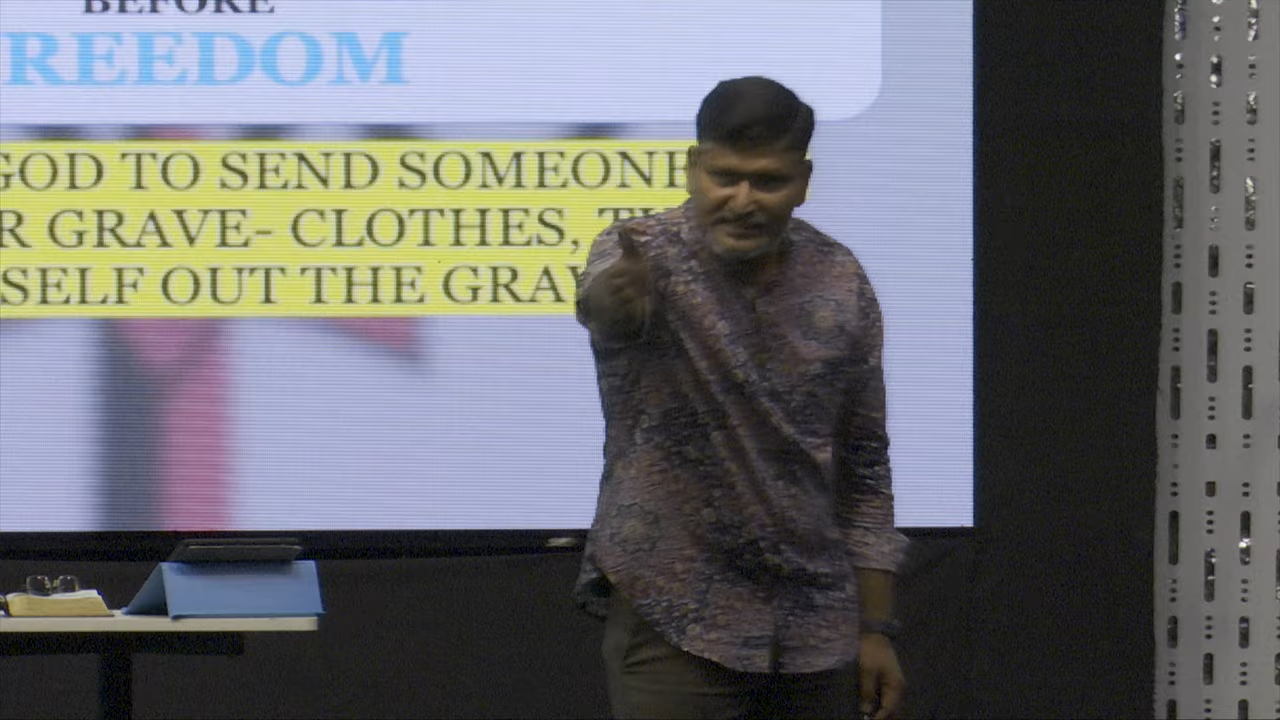 BEFORE
REEDOM
GOD TO SEND SOMEONE
R GRAVE- CLOTHES,
SELF OUT THE GRAV